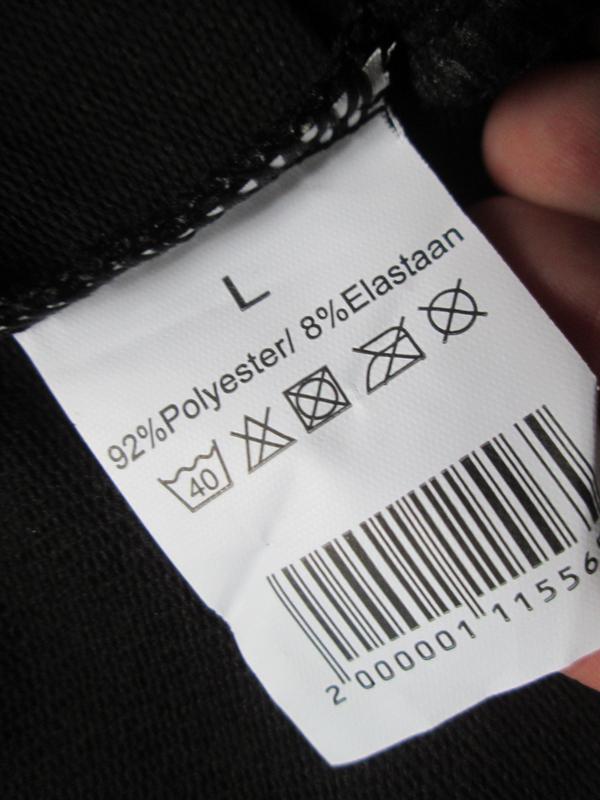 L
92%Polyester/ 8%Elastaan
40
2 000001 11556